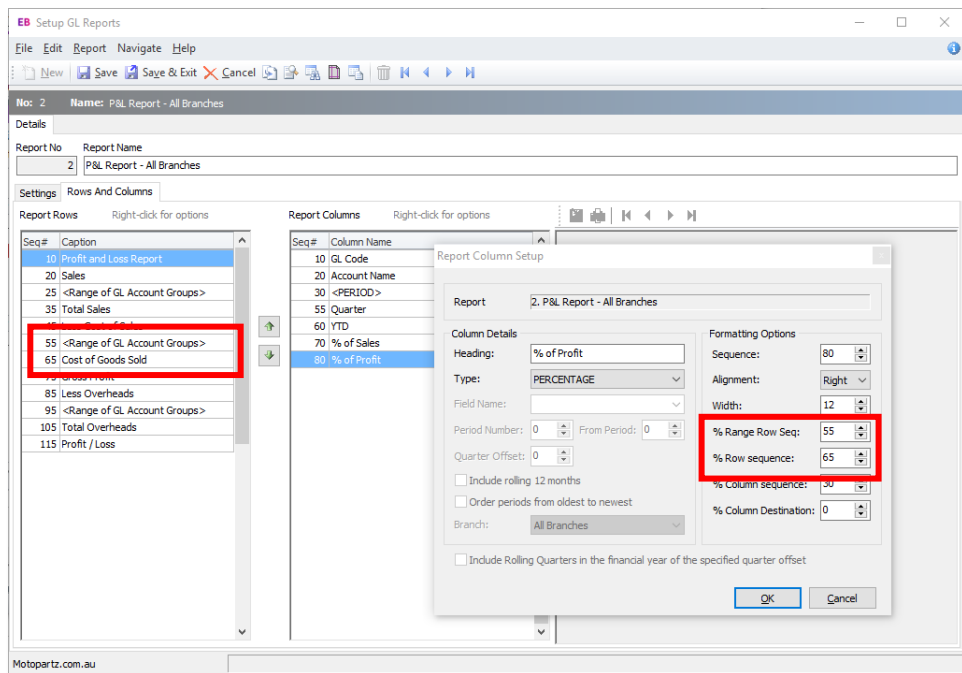 EB Setup GL Reports
File Edit Report Navigate Help
New Save Save & Exit Cancel
No: 2 Name: P&L Report - All Branches
Details
Report No Report Name
2 P&L Report - All Branches
Settings Rows And Columns
Report Rows Right-click for options
Seq# Caption
10 Profit and Loss Report
20 Sales
25 <Range of GL Account Groups>
35 Total Sales
55 <Range of GL Account Groups>
65 Cost of Goods Sold
85 Less Overheads
95 <Range of GL Account Groups>
105 Total Overheads
115 Profit / Loss
Report Columns Right-click for options
Seq# Column Name
10 GL Code
20 Account Name
30 <PERIOD>
55 Quarter
60 YTD
70 % of Sales
80 % of Profit
Report Column Setup
Report 2. P&L Report - All Branches
Column Details
Heading: % of Profit
Type: PERCENTAGE
Field Name:
Period Number: 0 From Period: 0
Quarter Offset: 0
Include rolling 12 months
Order periods from oldest to newest
Branch: All Branches
Formatting Options
Sequence: 80
Alignment: Right
Width: 12
% Range Row Seq: 55
% Row sequence: 65
% Column sequence: 30
% Column Destination: 0
Include Rolling Quarters in the financial year of the specified quarter offset
OK Cancel
Motopartz.com.au